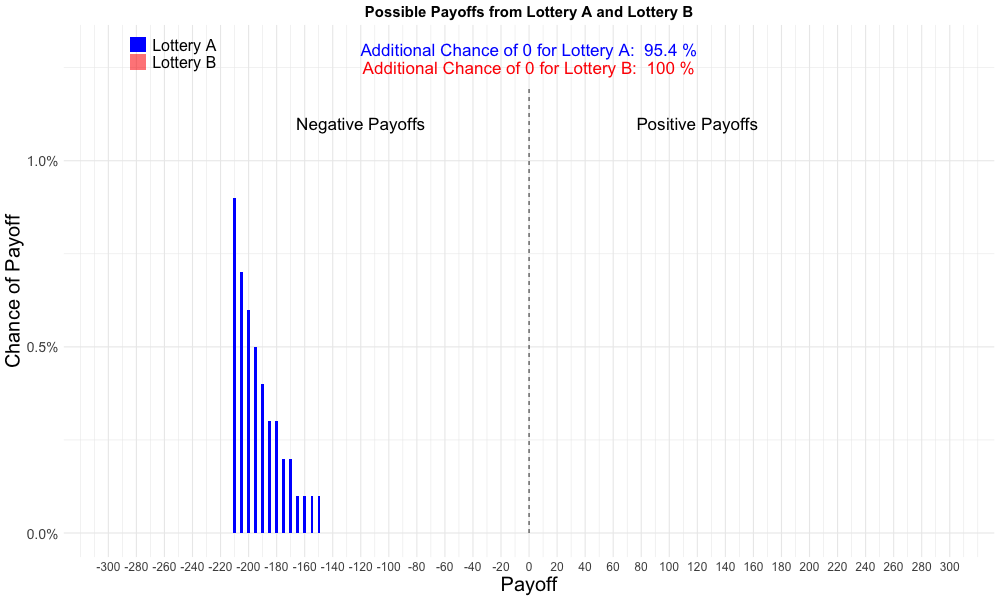 Possible Payoffs from Lottery A and Lottery B
Lottery A
Lottery B
Additional Chance of 0 for Lottery A:  95.4 %
Additional Chance of 0 for Lottery B:  100 %
Negative Payoffs
Positive Payoffs
Chance of Payoff
1.0%
0.5%
0.0%
-300 -280 -260 -240 -220 -200 -180 -160 -140 -120 -100 -80 -60 -40 -20 0 20 40 60 80 100 120 140 160 180 200 220 240 260 280 300
Payoff